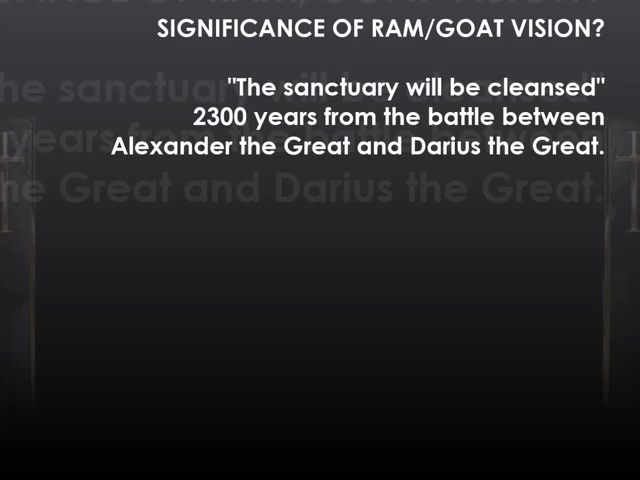 SIGNIFICANCE OF RAM/GOAT VISION?
"The sanctuary will be cleansed"
2300 years from the battle between
Alexander the Great and Darius the Great.